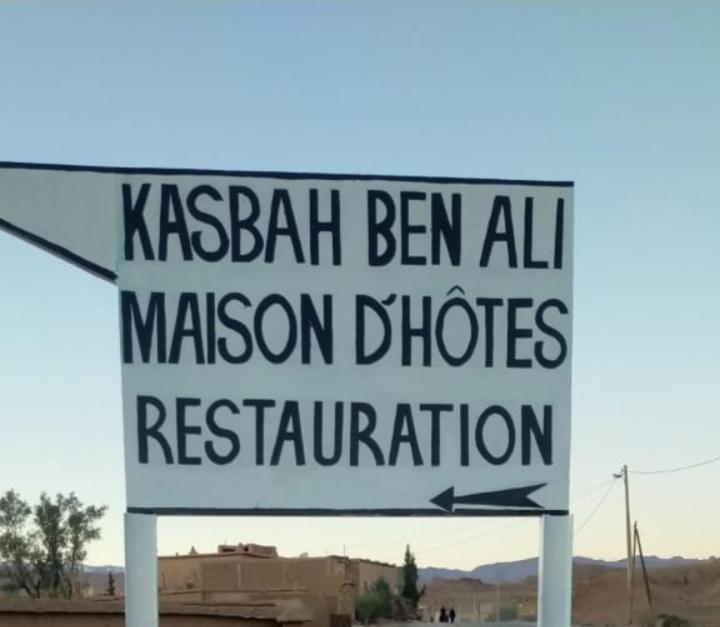 KASBAH BEN ALI
MAISON D'HÔTES
RESTAURATION